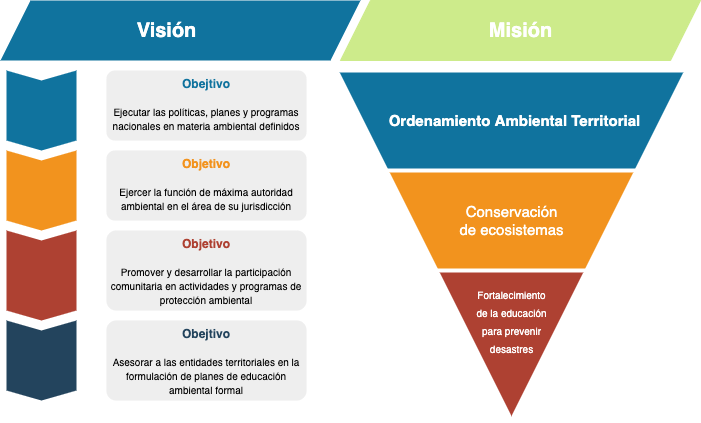 Visión
Misión
Obejtivo
Ejecutar las políticas, planes y programas
nacionales en materia ambiental definidos
Objetivo
Ejercer la función de máxima autoridad
ambiental en el área de su jurisdicción
Objetivo
Promover y desarrollar la participación
comunitaria en actividades y programas de
protección ambiental
Obejtivo
Asesorar a las entidades territoriales en la
formulación de planes de educación
ambiental formal
Ordenamiento Ambiental Territorial
Conservación
de ecosistemas
Fortalecimiento
de la educación
para prevenir
desastres